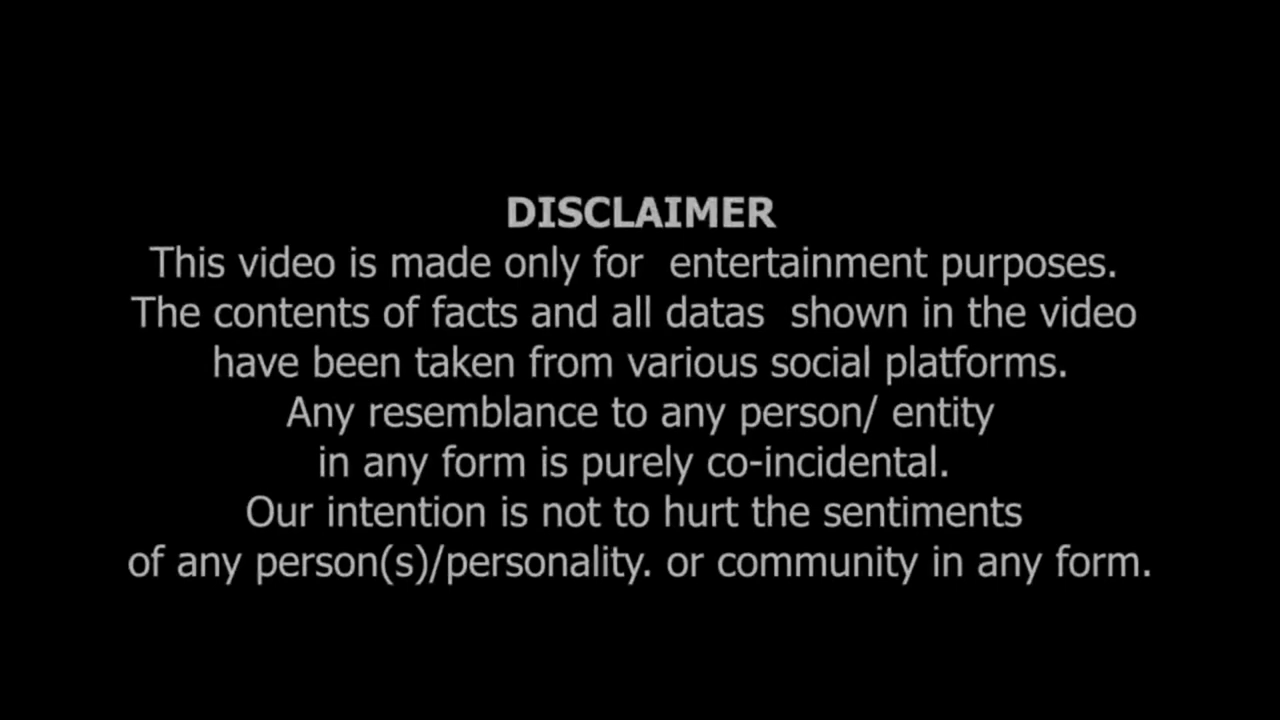 DISCLAIMER
This video is made only for  entertainment purposes.
The contents of facts and all datas  shown in the video
have been taken from various social platforms.
Any resemblance to any person/ entity
in any form is purely co-incidental.
Our intention is not to hurt the sentiments
of any person(s)/personality. or community in any form.